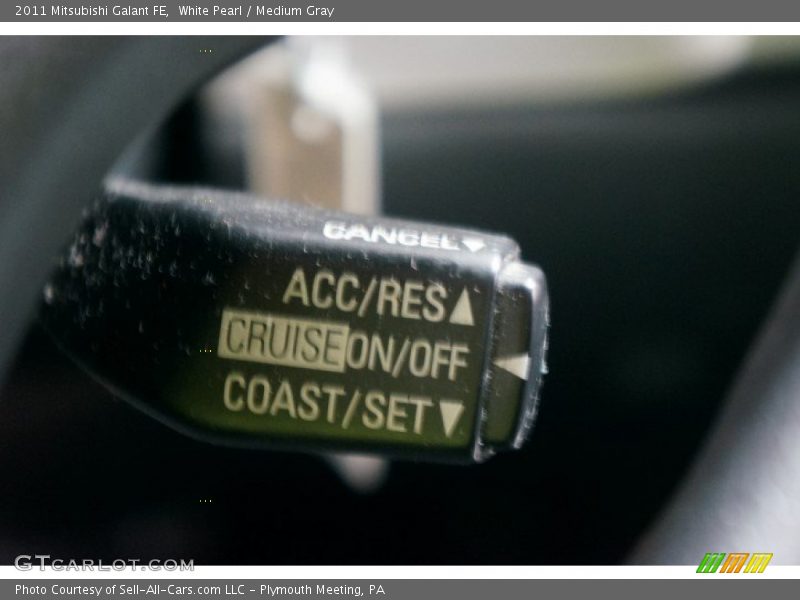 2011 Mitsubishi Galant FE,  White Pearl / Medium Gray
CANCEL▼
ACC/RES▲
CRUISE ON/OFF ◀
COAST/SET▼
GTCARLOT.COM
Photo Courtesy of Sell-All-Cars.com LLC - Plymouth Meeting, PA